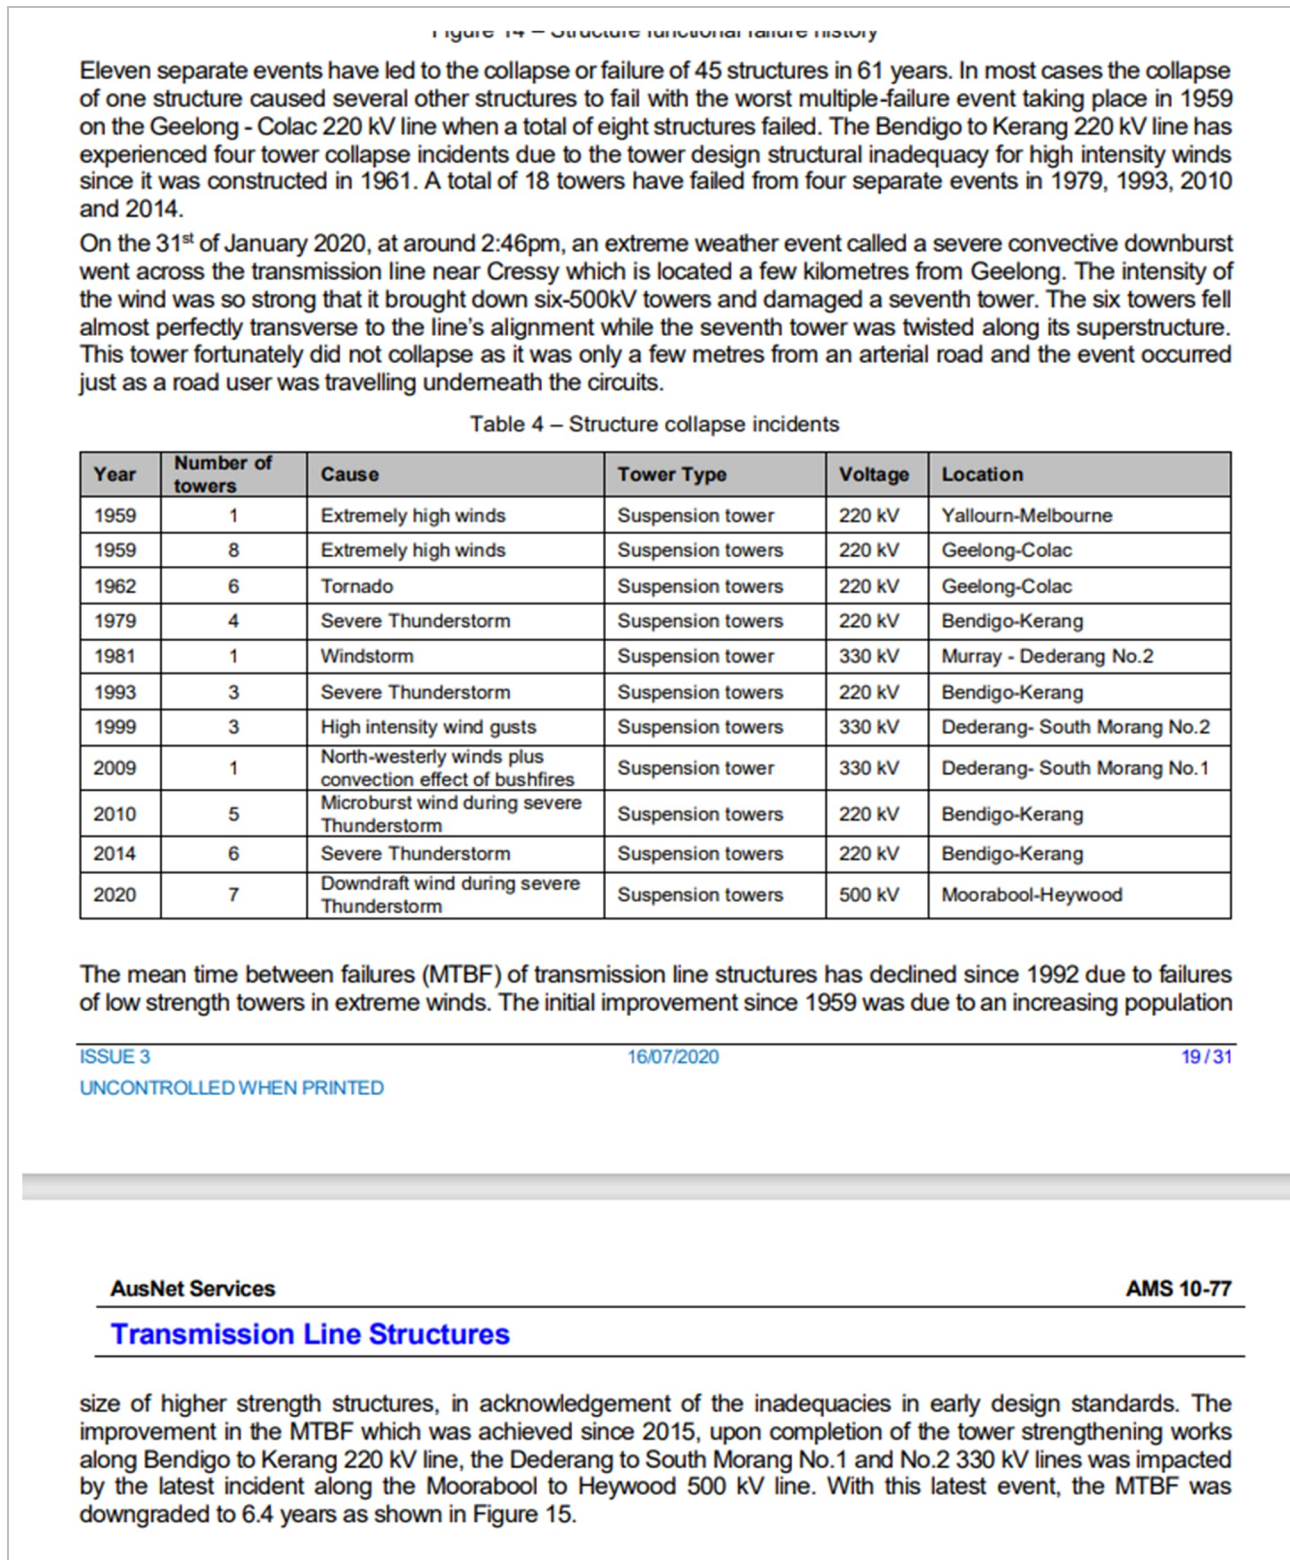 Figure 14 – Structure functional failure history
Eleven separate events have led to the collapse or failure of 45 structures in 61 years. In most cases the collapse
of one structure caused several other structures to fail with the worst multiple-failure event taking place in 1959
on the Geelong - Colac 220 kV line when a total of eight structures failed. The Bendigo to Kerang 220 kV line has
experienced four tower collapse incidents due to the tower design structural inadequacy for high intensity winds
since it was constructed in 1961. A total of 18 towers have failed from four separate events in 1979, 1993, 2010
and 2014.
On the 31st of January 2020, at around 2:46pm, an extreme weather event called a severe convective downburst
went across the transmission line near Cressy which is located a few kilometres from Geelong. The intensity of
the wind was so strong that it brought down six-500kV towers and damaged a seventh tower. The six towers fell
almost perfectly transverse to the line's alignment while the seventh tower was twisted along its superstructure.
This tower fortunately did not collapse as it was only a few metres from an arterial road and the event occurred
just as a road user was travelling underneath the circuits.
Table 4 – Structure collapse incidents
Year Number of towers Cause Tower Type Voltage Location
1959 1 Extremely high winds Suspension tower 220 kV Yallourn-Melbourne
1959 8 Extremely high winds Suspension towers 220 kV Geelong-Colac
1962 6 Tornado Suspension towers 220 kV Geelong-Colac
1979 4 Severe Thunderstorm Suspension towers 220 kV Bendigo-Kerang
1981 1 Windstorm Suspension tower 330 kV Murray - Dederang No.2
1993 3 Severe Thunderstorm Suspension towers 220 kV Bendigo-Kerang
1999 3 High intensity wind gusts Suspension towers 330 kV Dederang- South Morang No.2
2009 1 North-westerly winds plus convection effect of bushfires Suspension tower 330 kV Dederang- South Morang No.1
2010 5 Microburst wind during severe Thunderstorm Suspension towers 220 kV Bendigo-Kerang
2014 6 Severe Thunderstorm Suspension towers 220 kV Bendigo-Kerang
2020 7 Downdraft wind during severe Thunderstorm Suspension towers 500 kV Moorabool-Heywood
The mean time between failures (MTBF) of transmission line structures has declined since 1992 due to failures
of low strength towers in extreme winds. The initial improvement since 1959 was due to an increasing population
ISSUE 3 16/07/2020 19 / 31
UNCONTROLLED WHEN PRINTED
AusNet Services AMS 10-77
Transmission Line Structures
size of higher strength structures, in acknowledgement of the inadequacies in early design standards. The
improvement in the MTBF which was achieved since 2015, upon completion of the tower strengthening works
along Bendigo to Kerang 220 kV line, the Dederang to South Morang No.1 and No.2 330 kV lines was impacted
by the latest incident along the Moorabool to Heywood 500 kV line. With this latest event, the MTBF was
downgraded to 6.4 years as shown in Figure 15.